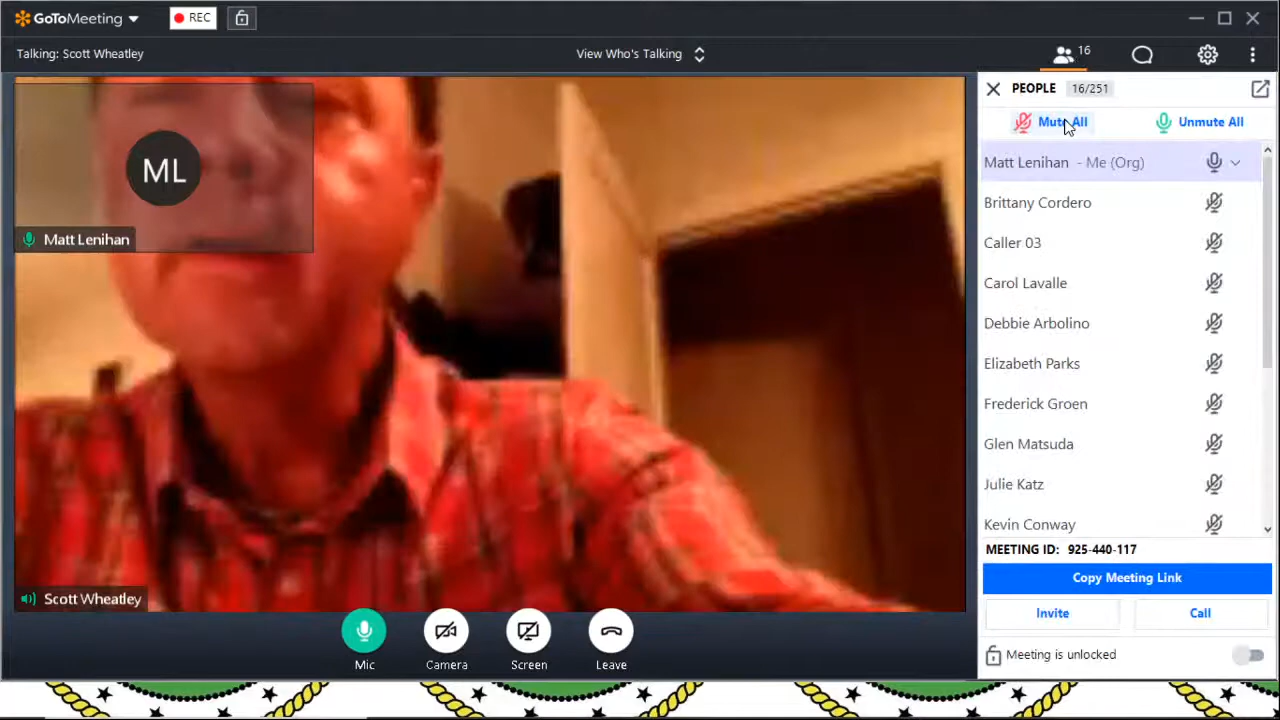 GoToMeeting
REC
Talking: Scott Wheatley
View Who's Talking
16
PEOPLE 16/251
Mute All
Unmute All
ML
Matt Lenihan
Matt Lenihan - Me (Org)
Brittany Cordero
Caller 03
Carol Lavalle
Debbie Arbolino
Elizabeth Parks
Frederick Groen
Glen Matsuda
Julie Katz
Kevin Conway
MEETING ID: 925-440-117
Copy Meeting Link
Invite
Call
Meeting is unlocked
Scott Wheatley
Mic
Camera
Screen
Leave